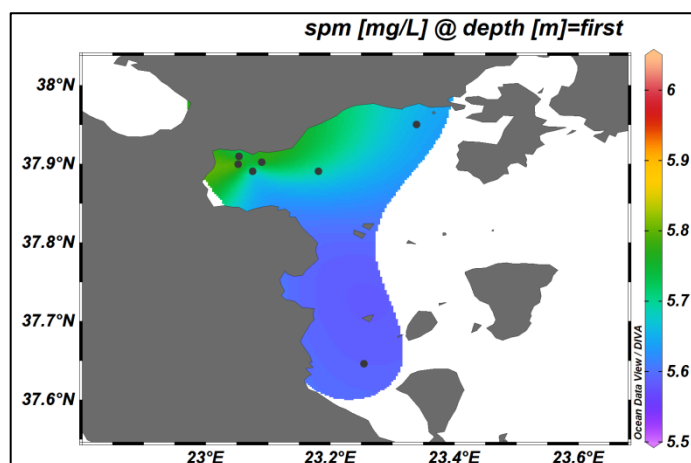 spm [mg/L] @ depth [m]=first
38°N
37.9°N
37.8°N
37.7°N
37.6°N
23°E
23.2°E
23.4°E
23.6°E
6
5.9
5.8
5.7
5.6
5.5
Ocean Data View / DIVA